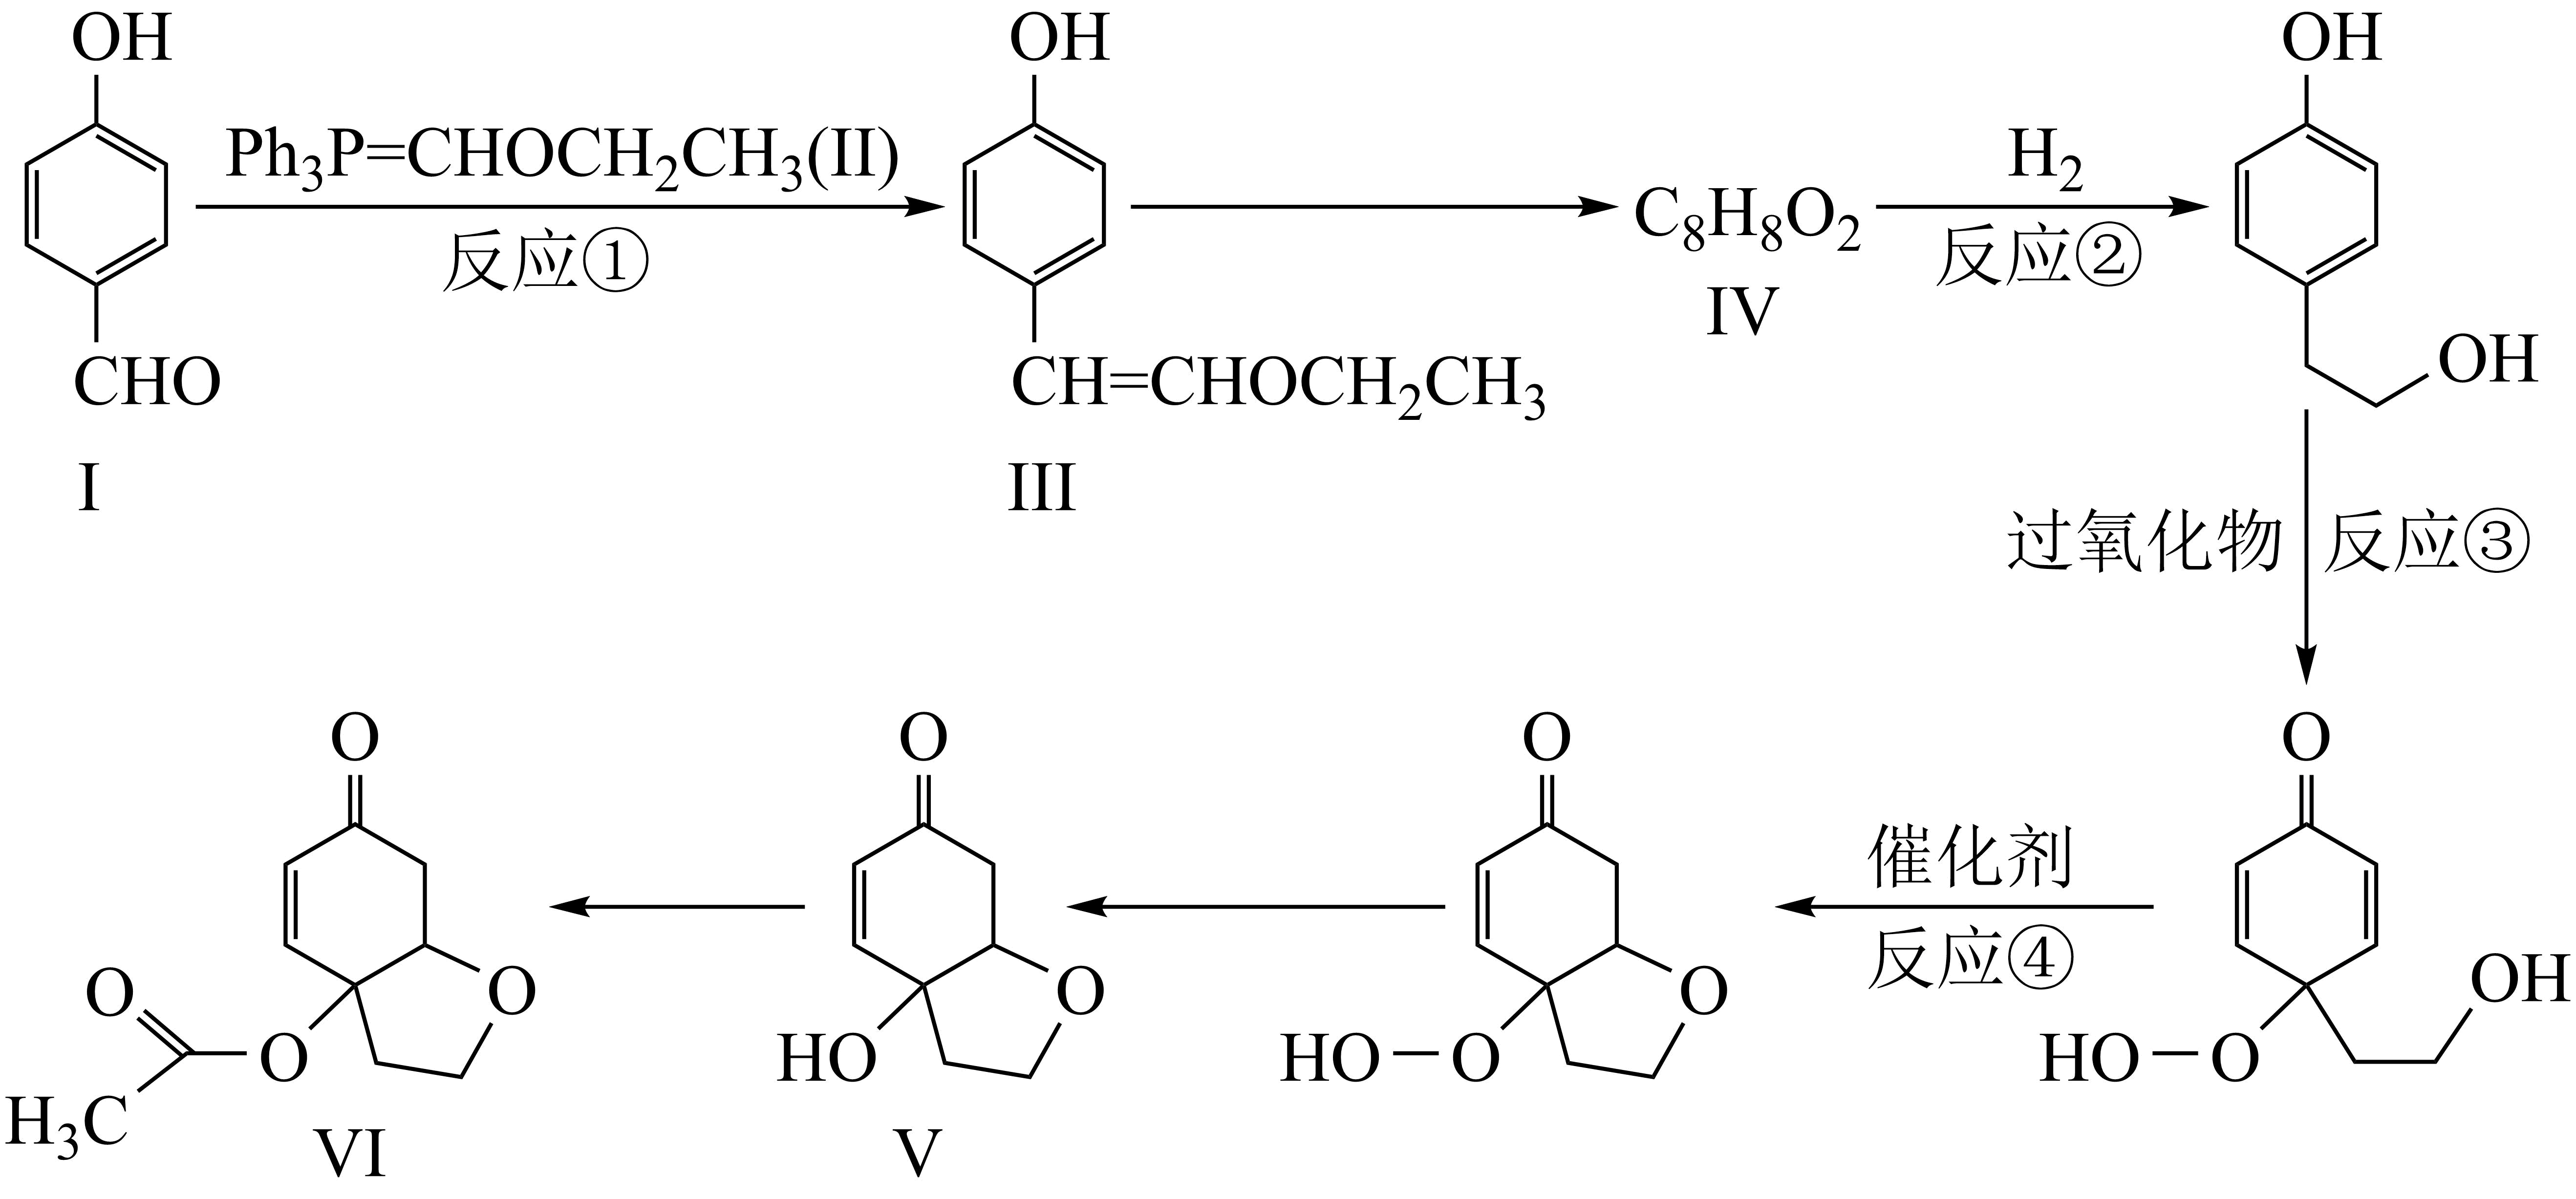 OH
Ph₃P=CHOCH₂CH₃(II)
反应①
CHO
I
OH
CH=CHOCH₂CH₃
III
C₈H₈O₂
IV
H₂
反应②
OH
OH
过氧化物 反应③
O
HO—O
OH
催化剂
反应④
O
HO—O
O
O
HO
O
V
O
O
O
O
H₃C
VI